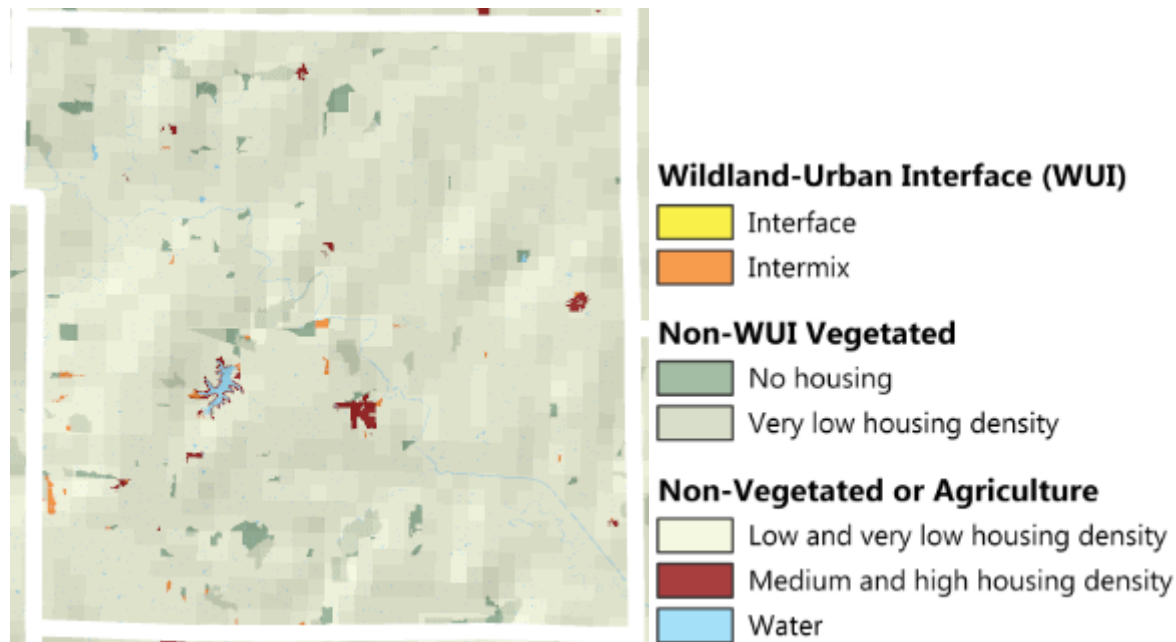 Wildland-Urban Interface (WUI)
Interface
Intermix
Non-WUI Vegetated
No housing
Very low housing density
Non-Vegetated or Agriculture
Low and very low housing density
Medium and high housing density
Water